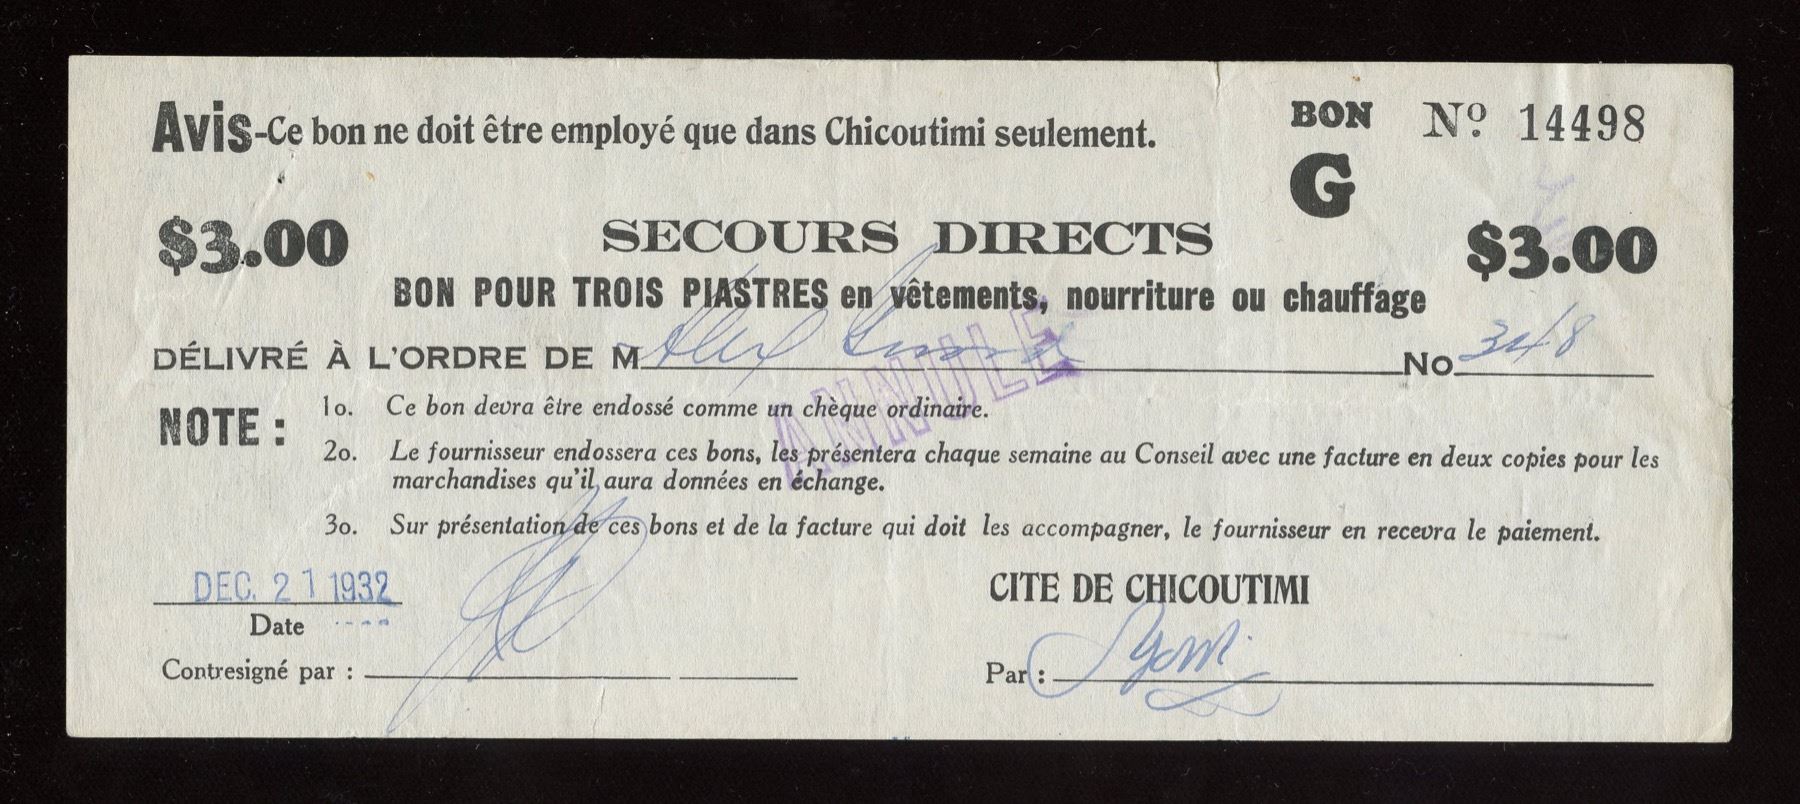 Avis-Ce bon ne doit être employé que dans Chicoutimi seulement.
BON Nº 14498
G
$3.00 SECOURS DIRECTS $3.00
BON POUR TROIS PIASTRES en vêtements, nourriture ou chauffage
DÉLIVRÉ À L'ORDRE DE M Alex No 348
ANNULÉ
NOTE : 1o. Ce bon devra être endossé comme un chèque ordinaire.
2o. Le fournisseur endossera ces bons, les présentera chaque semaine au Conseil avec une facture en deux copies pour les
marchandises qu'il aura données en échange.
3o. Sur présentation de ces bons et de la facture qui doit les accompagner, le fournisseur en recevra le paiement.
DEC. 21 1932
Date
CITE DE CHICOUTIMI
Contresigné par :
Par :